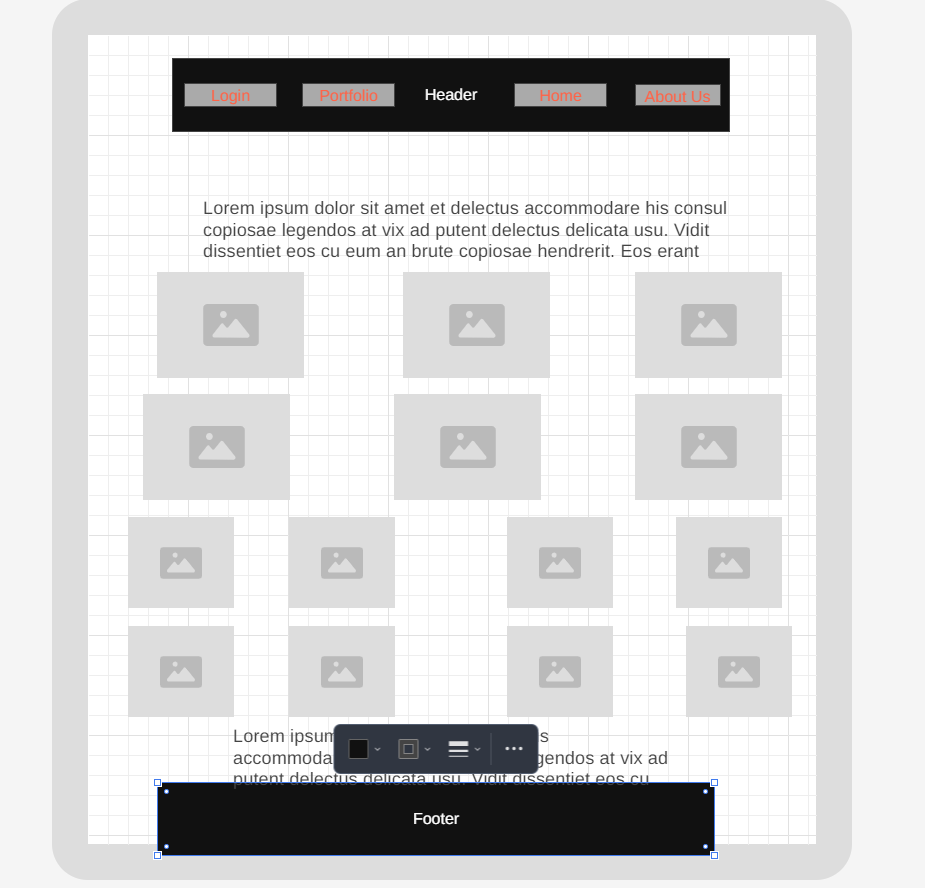 Login Portfolio Header Home About Us
Lorem ipsum dolor sit amet et delectus accommodare his consul
copiosae legendos at vix ad putent delectus delicata usu. Vidit
dissentiet eos cu eum an brute copiosae hendrerit. Eos erant
Lorem ipsum
accommoda gendos at vix ad
putent delectus delicata usu. Vidit dissentiet eos cu
Footer